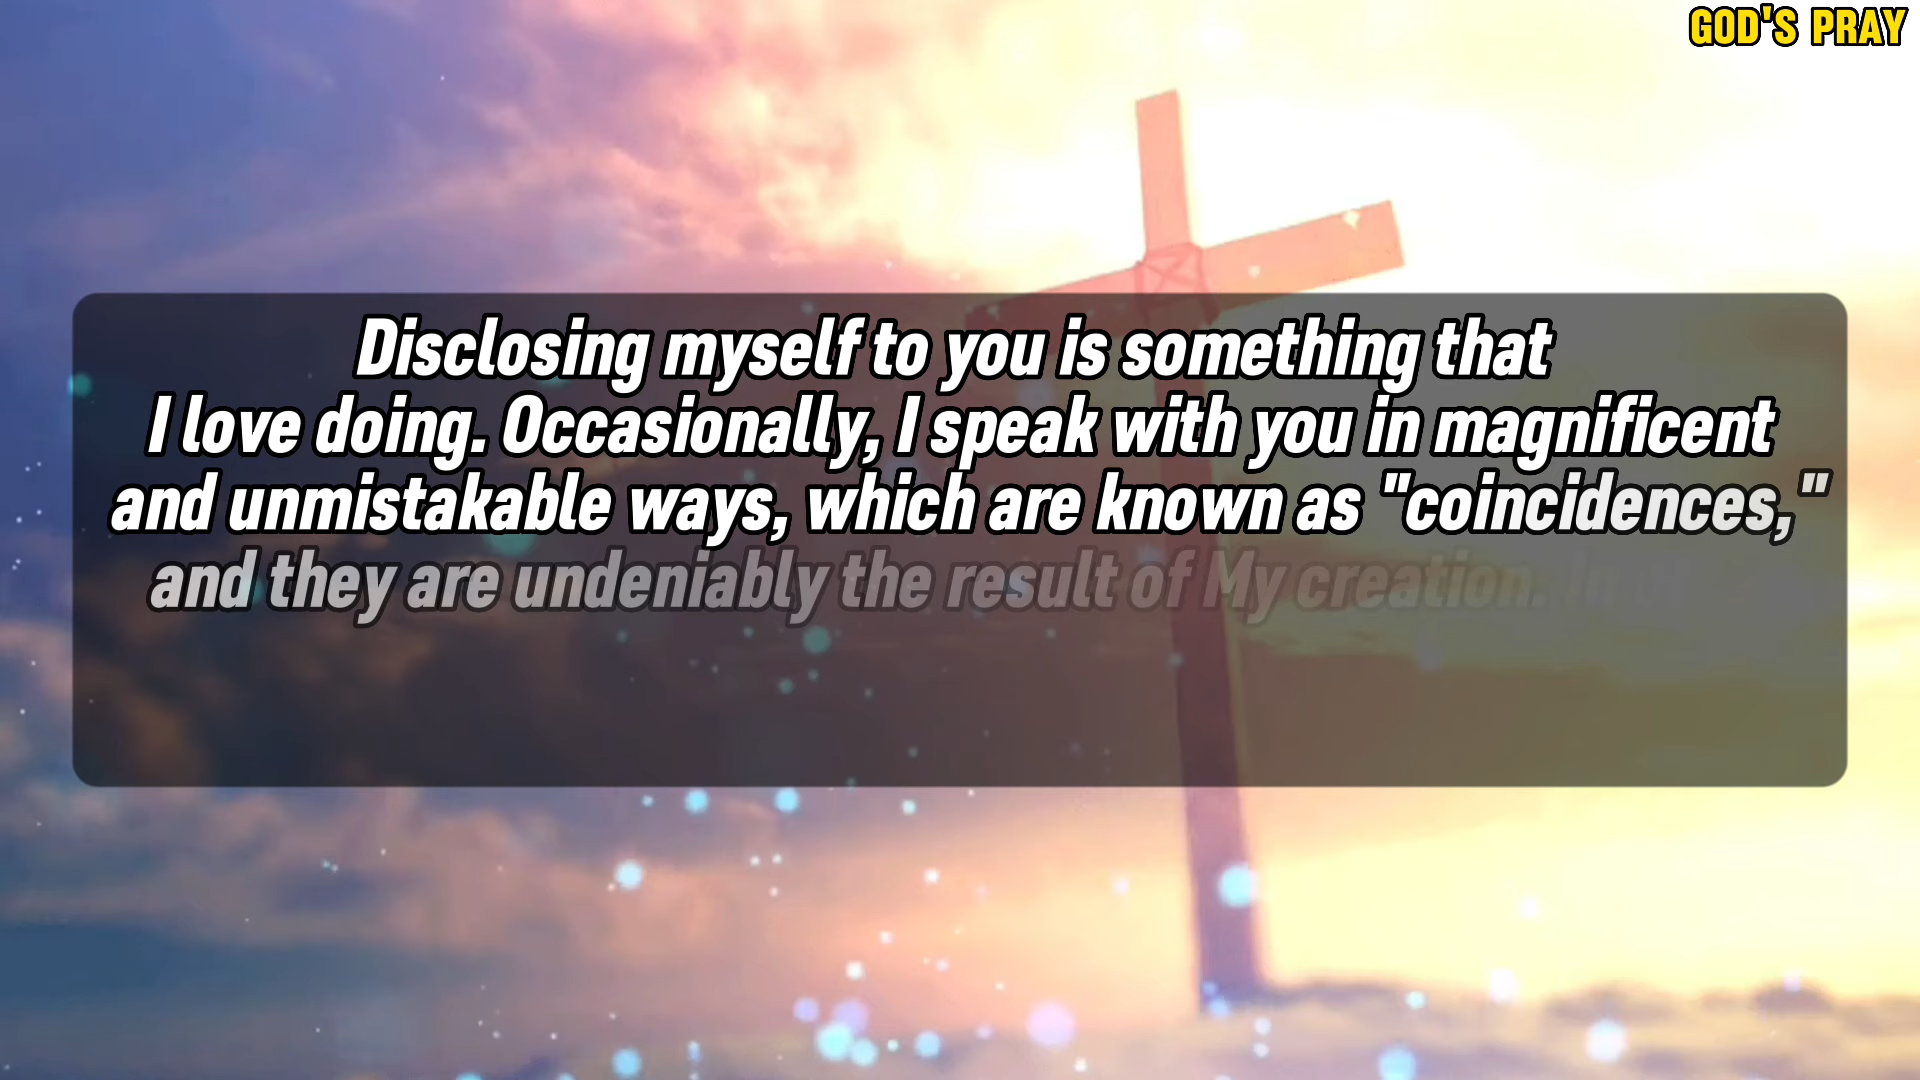 GOD'S PRAY
Disclosing myself to you is something that
I love doing. Occasionally, I speak with you in magnificent
and unmistakable ways, which are known as "coincidences,"
and they are undeniably the result of My creation. In